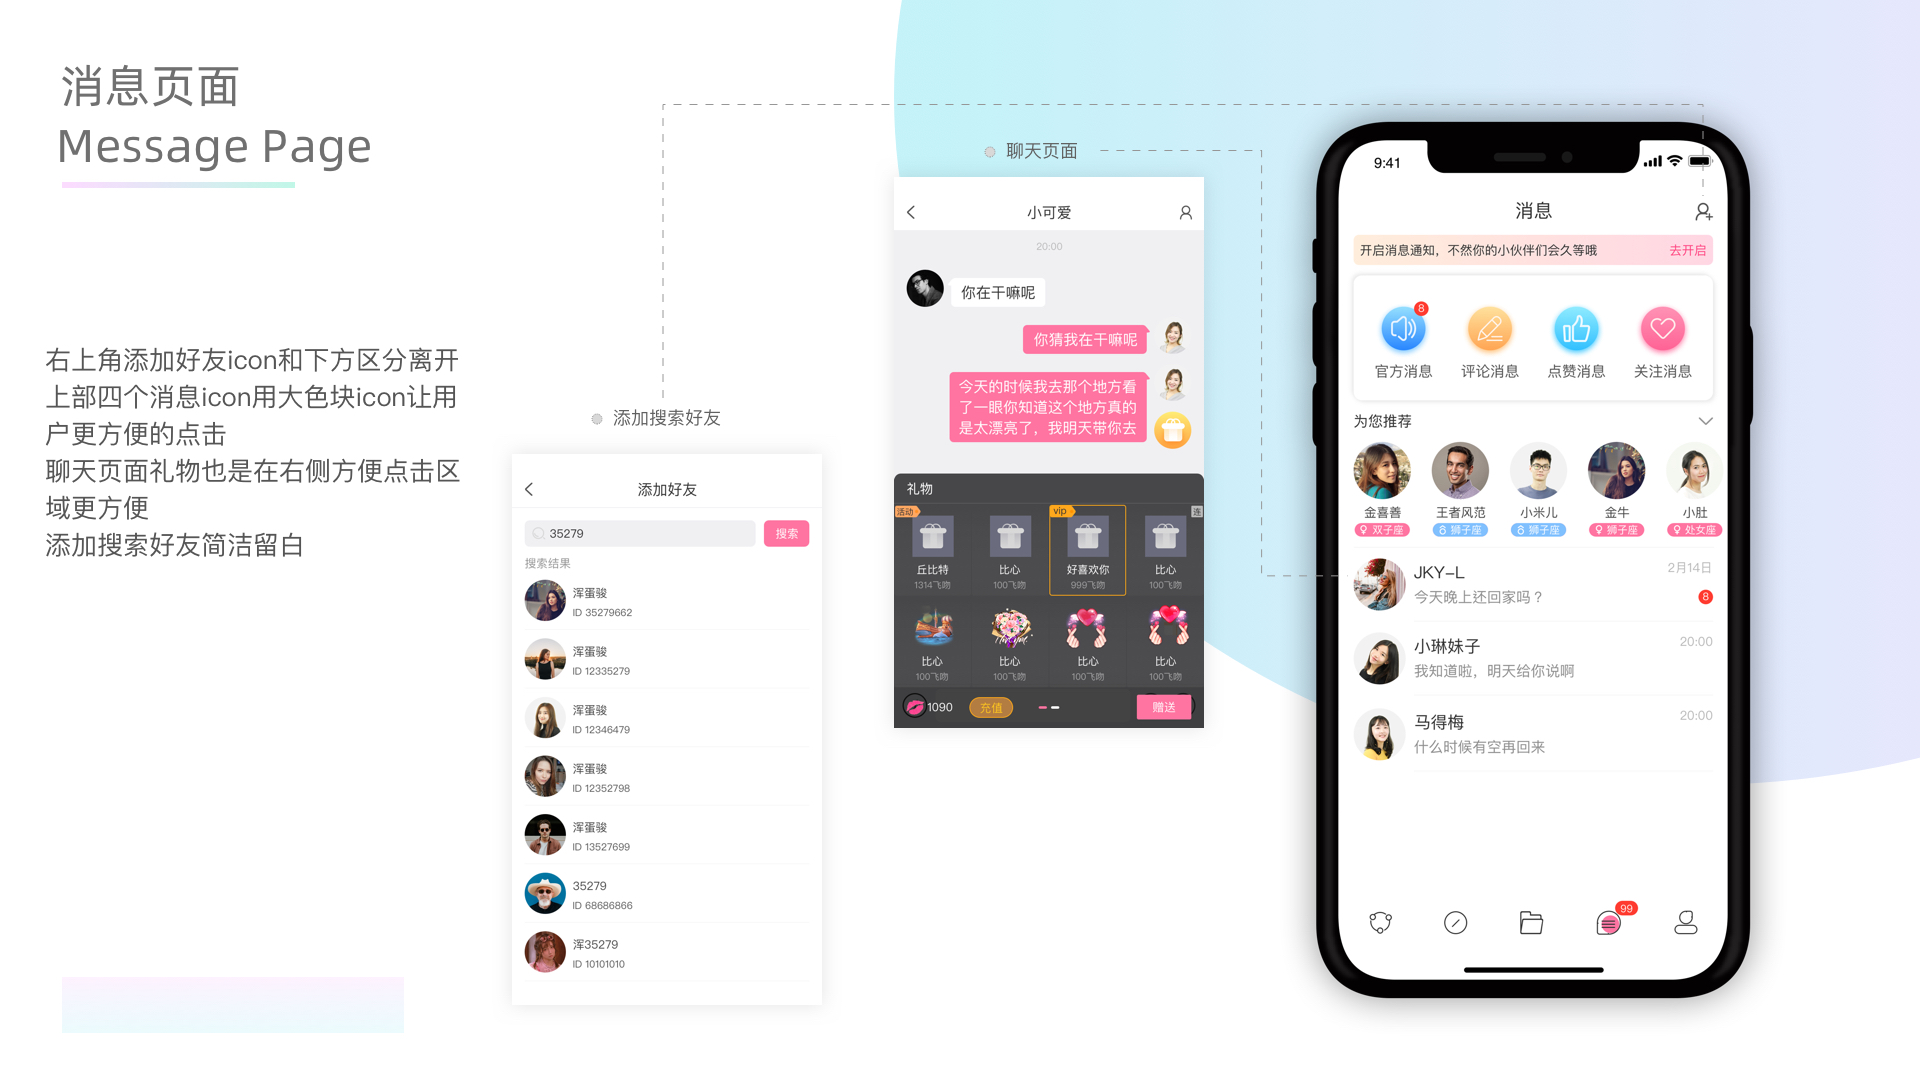 消息页面
Message Page
右上角添加好友icon和下方区分离开
上部四个消息icon用大色块icon让用
户更方便的点击
聊天页面礼物也是在右侧方便点击区
域更方便
添加搜索好友简洁留白
添加搜索好友
添加好友
35279
搜索
搜索结果
浑蛋骏
ID 35279662
浑蛋骏
ID 12335279
浑蛋骏
ID 12346479
浑蛋骏
ID 12352798
浑蛋骏
ID 13527699
35279
ID 68686866
浑35279
ID 10101010
聊天页面
小可爱
20:00
你在干嘛呢
你猜我在干嘛呢
今天的时候我去那个地方看
了一眼你知道这个地方真的
是太漂亮了，我明天带你去
礼物
活动
vip
连
丘比特
比心
好喜欢你
比心
1314飞吻
100飞吻
999飞吻
100飞吻
比心
比心
比心
比心
100飞吻
100飞吻
100飞吻
100飞吻
1090
充值
赠送
9:41
消息
开启消息通知，不然你的小伙伴们会久等哦
去开启
8
官方消息
评论消息
点赞消息
关注消息
为您推荐
金喜善
王者风范
小米儿
金牛
小肚
双子座
狮子座
狮子座
狮子座
处女座
JKY-L
2月14日
今天晚上还回家吗？
8
小琳妹子
20:00
我知道啦，明天给你说啊
马得梅
20:00
什么时候有空再回来
99